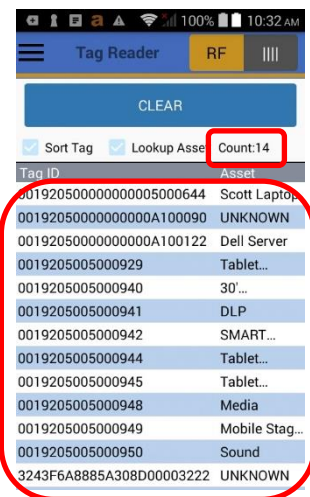 100% 10:32 AM
Tag Reader RF
CLEAR
Sort Tag Lookup Asse Count:14
Tag ID Asset
00192050000000005000644 Scott Laptop
00192050000000000A100090 UNKNOWN
00192050000000000A100122 Dell Server
0019205005000929 Tablet...
0019205005000940 30'...
0019205005000941 DLP
0019205005000942 SMART...
0019205005000944 Tablet...
0019205005000945 Tablet...
0019205005000948 Media
0019205005000949 Mobile Stag...
0019205005000950 Sound
3243F6A8885A308D00003222 UNKNOWN